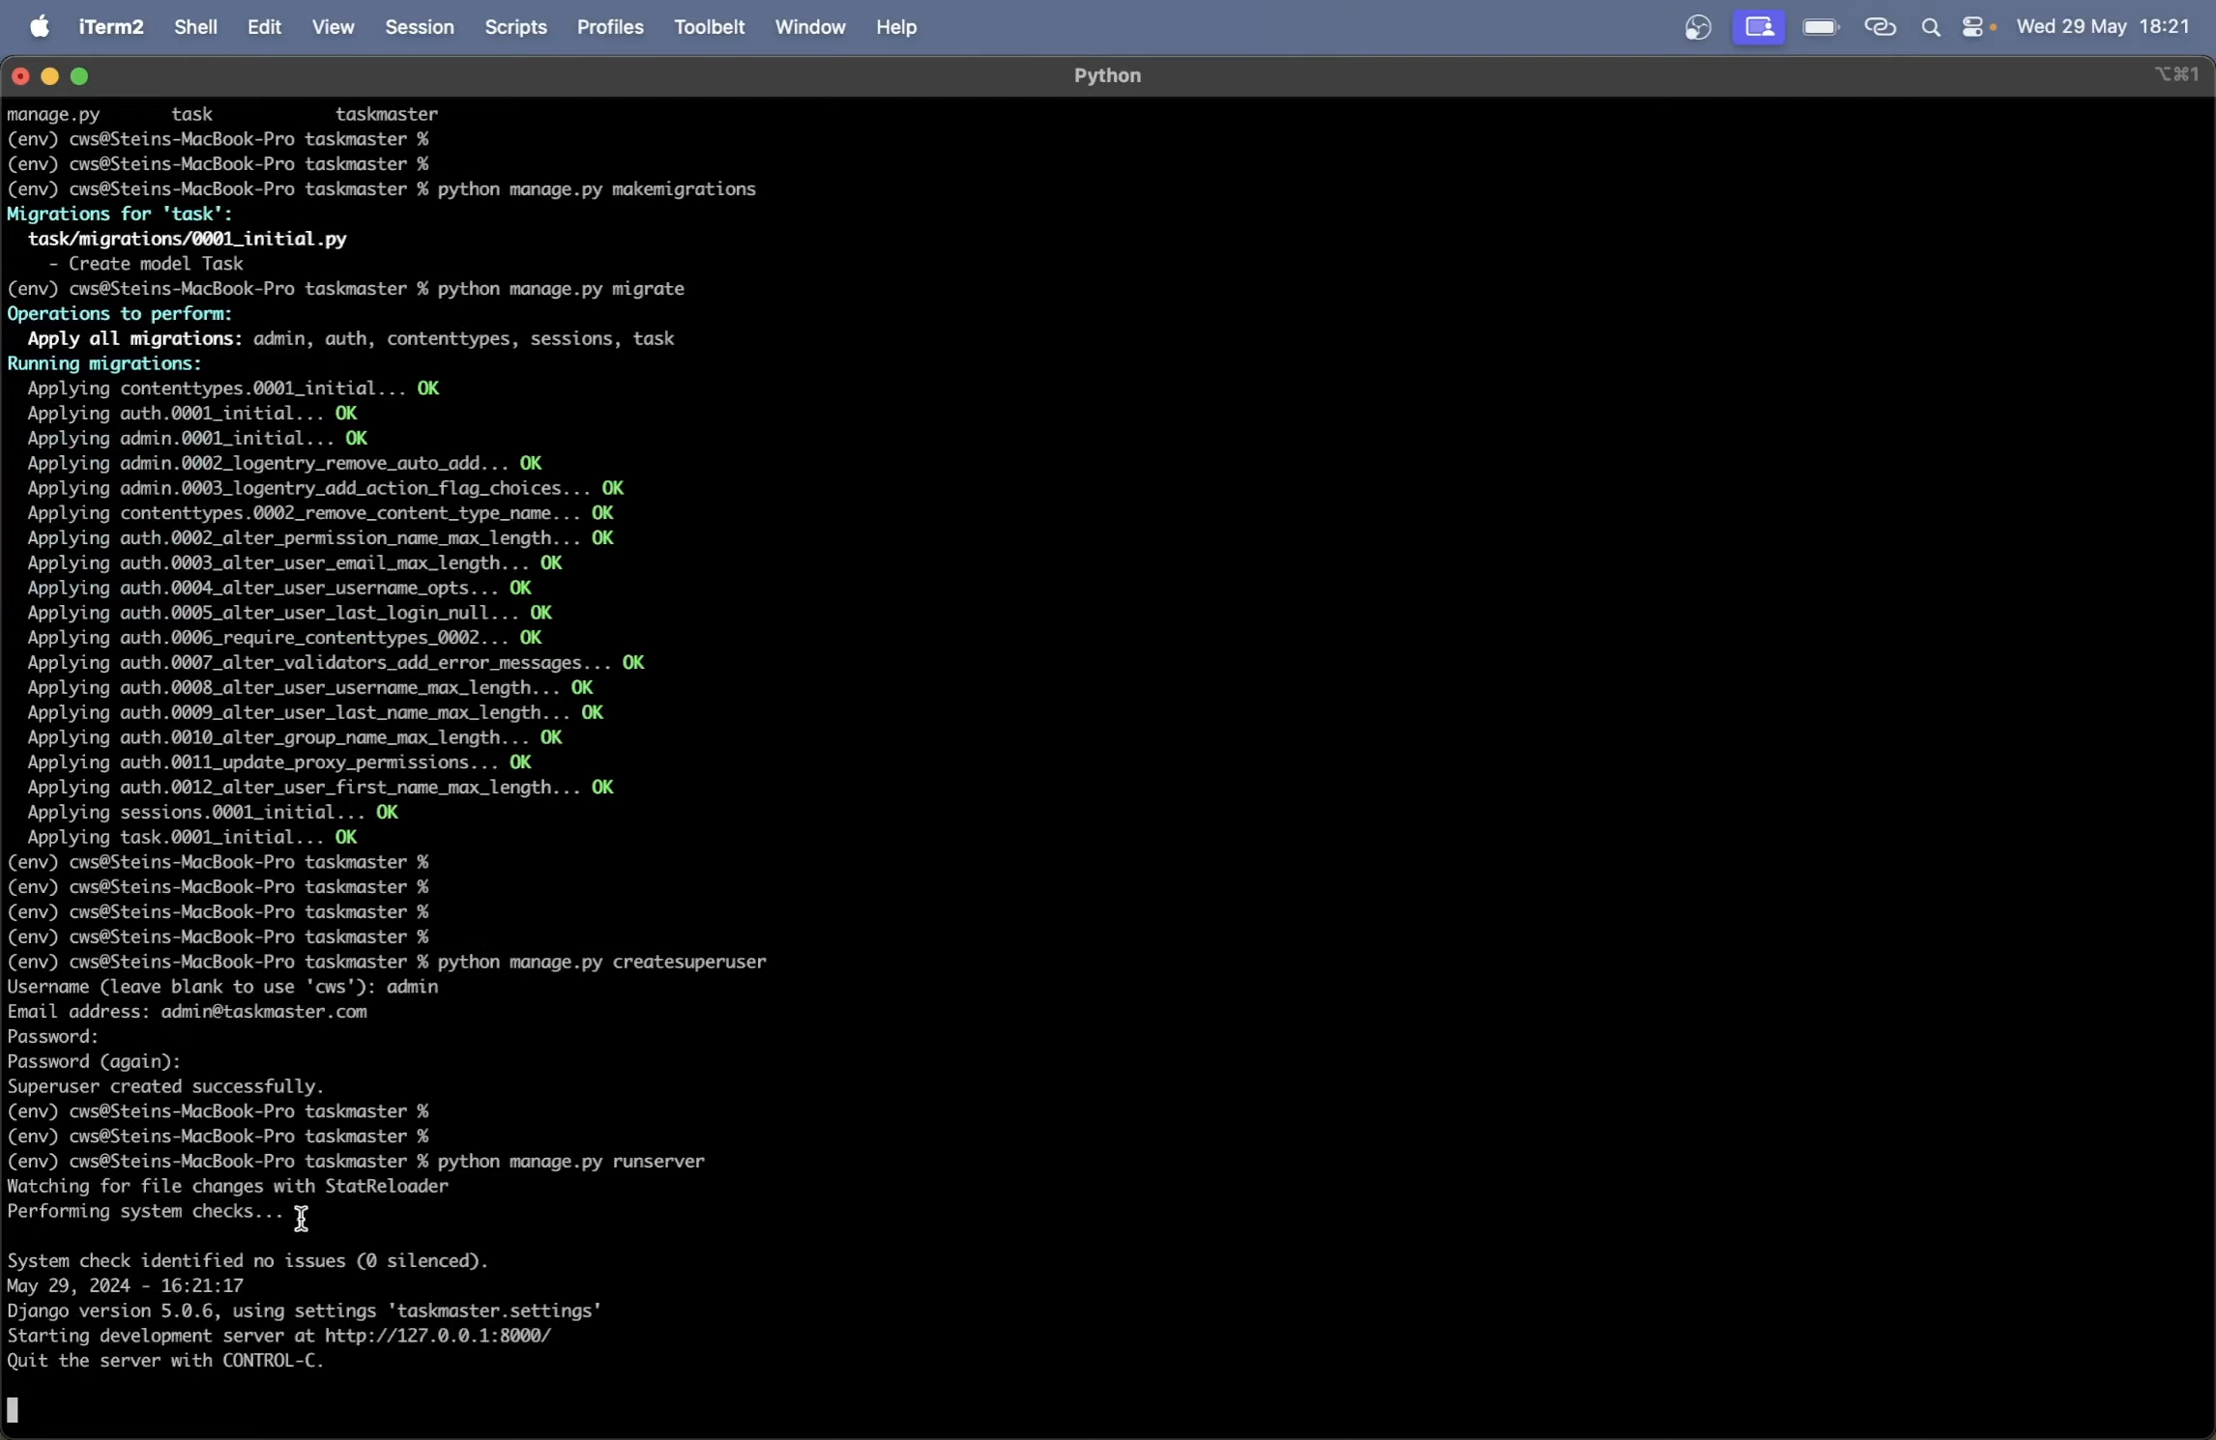 iTerm2 Shell Edit View Session Scripts Profiles Toolbelt Window Help Wed 29 May 18:21
Python ⌥⌘1
manage.py task taskmaster
(env) cws@Steins-MacBook-Pro taskmaster %
(env) cws@Steins-MacBook-Pro taskmaster %
(env) cws@Steins-MacBook-Pro taskmaster % python manage.py makemigrations
Migrations for 'task':
task/migrations/0001_initial.py
- Create model Task
(env) cws@Steins-MacBook-Pro taskmaster % python manage.py migrate
Operations to perform:
Apply all migrations: admin, auth, contenttypes, sessions, task
Running migrations:
Applying contenttypes.0001_initial... OK
Applying auth.0001_initial... OK
Applying admin.0001_initial... OK
Applying admin.0002_logentry_remove_auto_add... OK
Applying admin.0003_logentry_add_action_flag_choices... OK
Applying contenttypes.0002_remove_content_type_name... OK
Applying auth.0002_alter_permission_name_max_length... OK
Applying auth.0003_alter_user_email_max_length... OK
Applying auth.0004_alter_user_username_opts... OK
Applying auth.0005_alter_user_last_login_null... OK
Applying auth.0006_require_contenttypes_0002... OK
Applying auth.0007_alter_validators_add_error_messages... OK
Applying auth.0008_alter_user_username_max_length... OK
Applying auth.0009_alter_user_last_name_max_length... OK
Applying auth.0010_alter_group_name_max_length... OK
Applying auth.0011_update_proxy_permissions... OK
Applying auth.0012_alter_user_first_name_max_length... OK
Applying sessions.0001_initial... OK
Applying task.0001_initial... OK
(env) cws@Steins-MacBook-Pro taskmaster %
(env) cws@Steins-MacBook-Pro taskmaster %
(env) cws@Steins-MacBook-Pro taskmaster %
(env) cws@Steins-MacBook-Pro taskmaster %
(env) cws@Steins-MacBook-Pro taskmaster % python manage.py createsuperuser
Username (leave blank to use 'cws'): admin
Email address: admin@taskmaster.com
Password:
Password (again):
Superuser created successfully.
(env) cws@Steins-MacBook-Pro taskmaster %
(env) cws@Steins-MacBook-Pro taskmaster %
(env) cws@Steins-MacBook-Pro taskmaster % python manage.py runserver
Watching for file changes with StatReloader
Performing system checks...
System check identified no issues (0 silenced).
May 29, 2024 - 16:21:17
Django version 5.0.6, using settings 'taskmaster.settings'
Starting development server at http://127.0.0.1:8000/
Quit the server with CONTROL-C.